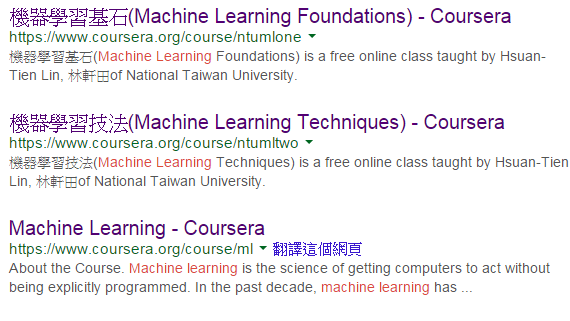 機器學習基石(Machine Learning Foundations) - Coursera
https://www.coursera.org/course/ntumlone
機器學習基石(Machine Learning Foundations) is a free online class taught by Hsuan-
Tien Lin, 林軒田of National Taiwan University.
機器學習技法(Machine Learning Techniques) - Coursera
https://www.coursera.org/course/ntumltwo
機器學習技法(Machine Learning Techniques) is a free online class taught by Hsuan-Tien
Lin, 林軒田of National Taiwan University.
Machine Learning - Coursera
https://www.coursera.org/course/ml 翻譯這個網頁
About the Course. Machine learning is the science of getting computers to act without
being explicitly programmed. In the past decade, machine learning has ...